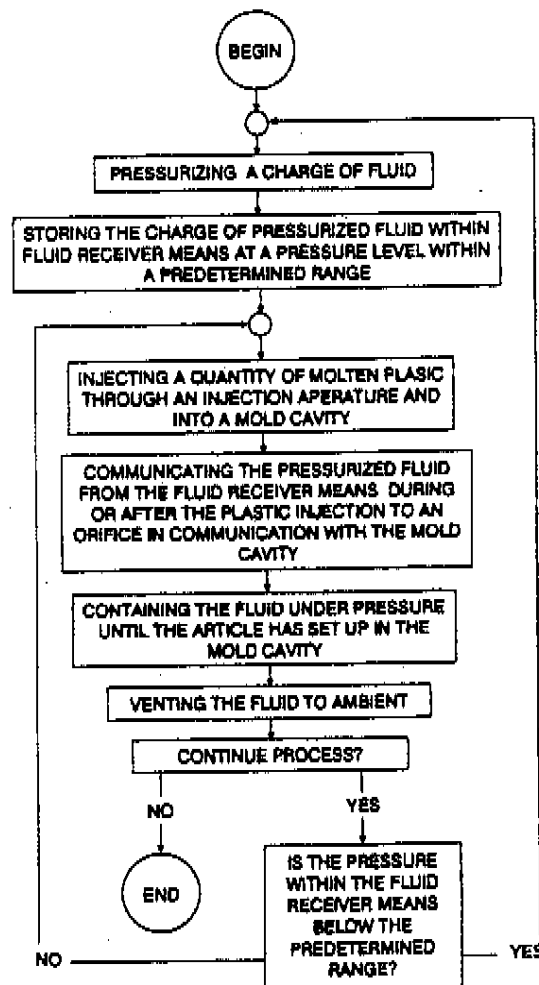 BEGIN
PRESSURIZING A CHARGE OF FLUID
STORING THE CHARGE OF PRESSURIZED FLUID WITHIN
FLUID RECEIVER MEANS AT A PRESSURE LEVEL WITHIN
A PREDETERMINED RANGE
INJECTING A QUANTITY OF MOLTEN PLASIC
THROUGH AN INJECTION APERATURE AND
INTO A MOLD CAVITY
COMMUNICATING THE PRESSURIZED FLUID
FROM THE FLUID RECEIVER MEANS DURING
OR AFTER THE PLASTIC INJECTION TO AN
ORIFICE IN COMMUNICATION WITH THE MOLD
CAVITY
CONTAINING THE FLUID UNDER PRESSURE
UNTIL THE ARTICLE HAS SET UP IN THE
MOLD CAVITY
VENTING THE FLUID TO AMBIENT
CONTINUE PROCESS?
NO
YES
END
IS THE PRESSURE
WITHIN THE FLUID
RECEIVER MEANS
BELOW THE
PREDETERMINED
RANGE?
NO
YES